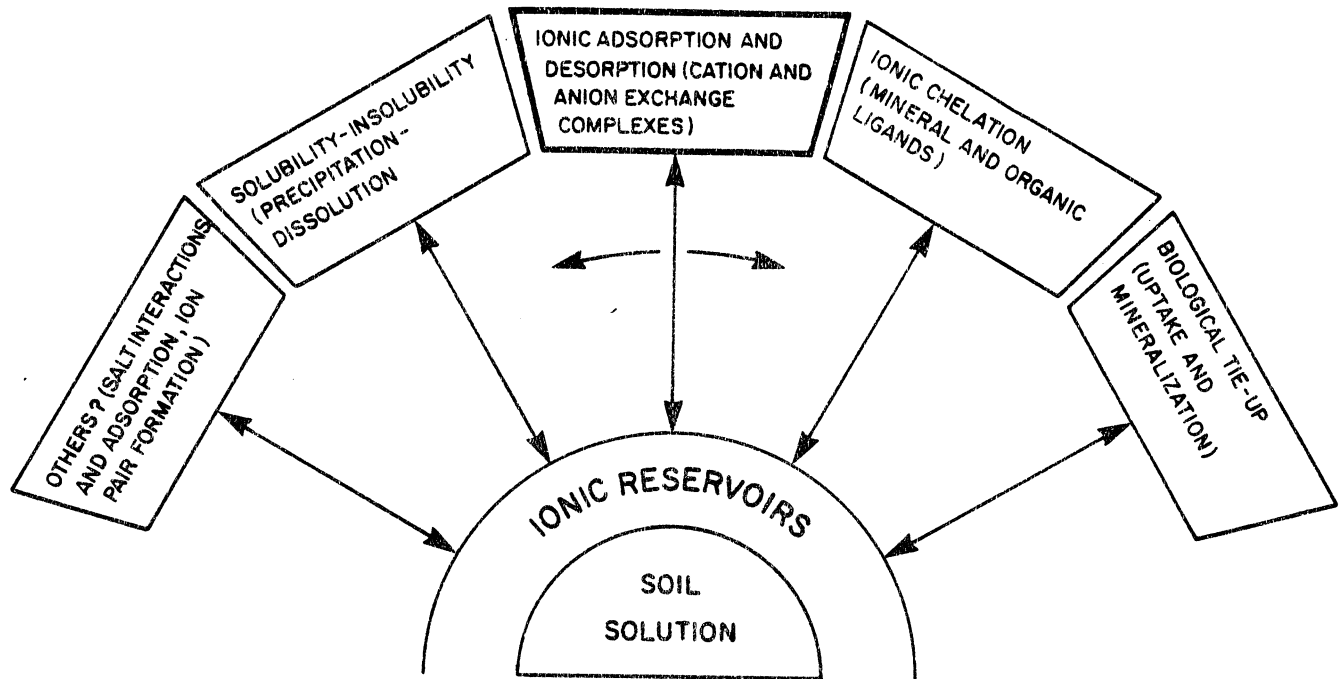 OTHERS? (SALT INTERACTIONS
AND ADSORPTION, ION
PAIR FORMATION)
SOLUBILITY-INSOLUBILITY
(PRECIPITATION-
DISSOLUTION
IONIC ADSORPTION AND
DESORPTION (CATION AND
ANION EXCHANGE
COMPLEXES)
IONIC CHELATION
(MINERAL AND ORGANIC
LIGANDS)
BIOLOGICAL TIE-UP
(UPTAKE AND
MINERALIZATION)
IONIC RESERVOIRS
SOIL
SOLUTION